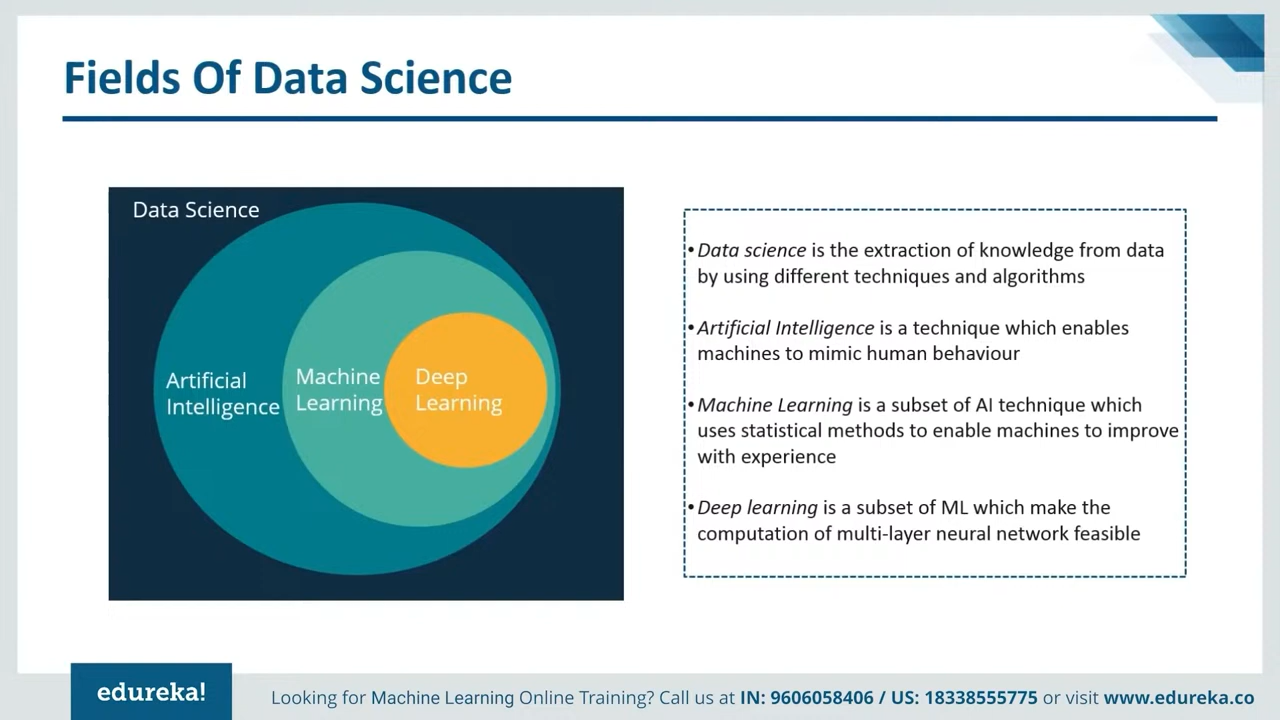 Fields Of Data Science
Data Science
Artificial
Intelligence
Machine
Learning
Deep
Learning
•Data science is the extraction of knowledge from data
by using different techniques and algorithms
•Artificial Intelligence is a technique which enables
machines to mimic human behaviour
•Machine Learning is a subset of AI technique which
uses statistical methods to enable machines to improve
with experience
•Deep learning is a subset of ML which make the
computation of multi-layer neural network feasible
edureka!
Looking for Machine Learning Online Training? Call us at IN: 9606058406 / US: 18338555775 or visit www.edureka.co